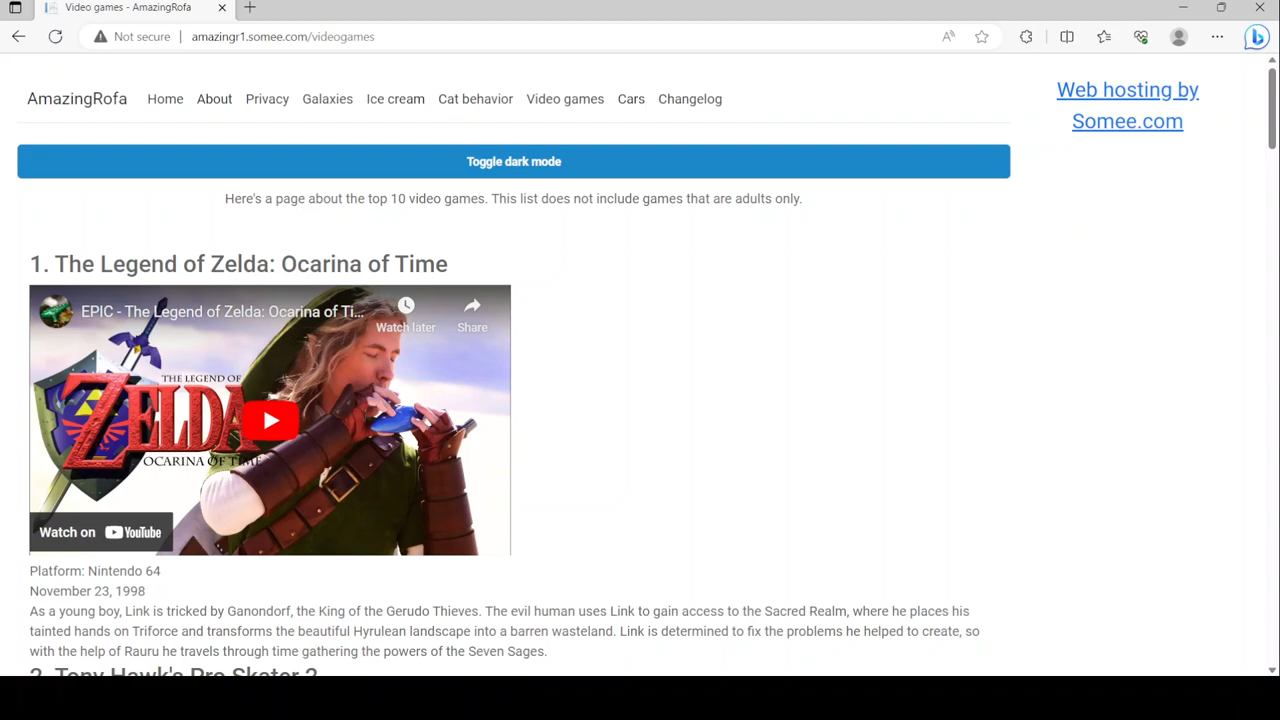 Video games - AmazingRofa
Not secure
amazingr1.somee.com/videogames
AmazingRofa Home About Privacy Galaxies Ice cream Cat behavior Video games Cars Changelog
Web hosting by
Somee.com
Toggle dark mode
Here's a page about the top 10 video games. This list does not include games that are adults only.
1. The Legend of Zelda: Ocarina of Time
EPIC - The Legend of Zelda: Ocarina of Ti...
Watch later
Share
THE LEGEND OF
ZELDA
OCARINA OF TIME
Watch on YouTube
Platform: Nintendo 64
November 23, 1998
As a young boy, Link is tricked by Ganondorf, the King of the Gerudo Thieves. The evil human uses Link to gain access to the Sacred Realm, where he places his
tainted hands on Triforce and transforms the beautiful Hyrulean landscape into a barren wasteland. Link is determined to fix the problems he helped to create, so
with the help of Rauru he travels through time gathering the powers of the Seven Sages.
2. Tony Hawk's Pro Skater 2